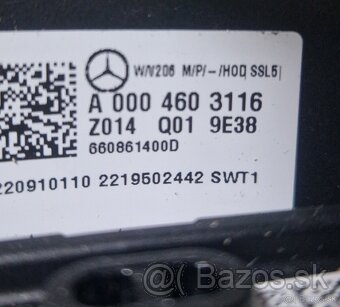 W/V206 M/P/-/HOD SSL5
A 000 460 3116
Z014 Q01 9E38
660861400D
220910110 2219502442 SWT1
Bazos.sk